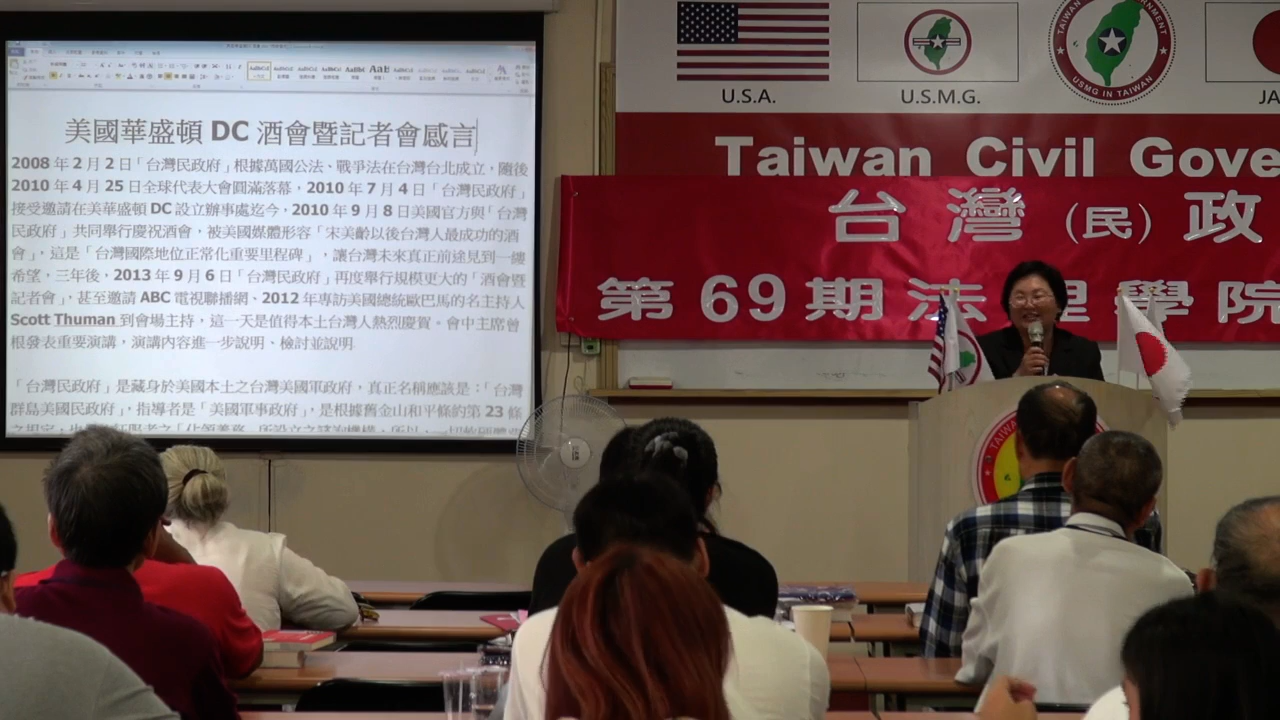 美國華盛頓 DC 酒會暨記者會感言
2008 年 2 月 2 日「台灣民政府」根據萬國公法、戰爭法在台灣台北成立，隨後
2010 年 4 月 25 日全球代表大會圓滿落幕，2010 年 7 月 4 日「台灣民政府」
接受邀請在美華盛頓 DC 設立辦事處迄今，2010 年 9 月 8 日美國官方與「台灣
民政府」共同舉行慶祝酒會，被美國媒體形容「宋美齡以後台灣人最成功的酒
會」，這是「台灣國際地位正常化重要里程碑」，讓台灣未來真正前途見到一縷
希望，三年後，2013 年 9 月 6 日「台灣民政府」再度舉行規模更大的「酒會暨
記者會」，甚至邀請 ABC 電視聯播網、2012 年專訪美國總統歐巴馬的名主持人
Scott Thuman 到會場主持，這一天是值得本土台灣人熱烈慶賀。會中主席曾
根發表重要演講，演講內容進一步說明、檢討並說明
「台灣民政府」是藏身於美國本土之台灣美國軍政府，真正名稱應該是：「台灣
群島美國民政府」，指導者是「美國軍事政府」，是根據舊金山和平條約第 23 條
U.S.A.
U.S.M.G.
JA
USMG IN TAIWAN
Taiwan Civil Gove
台灣（民）政
第69期法理學院
TAIWAN